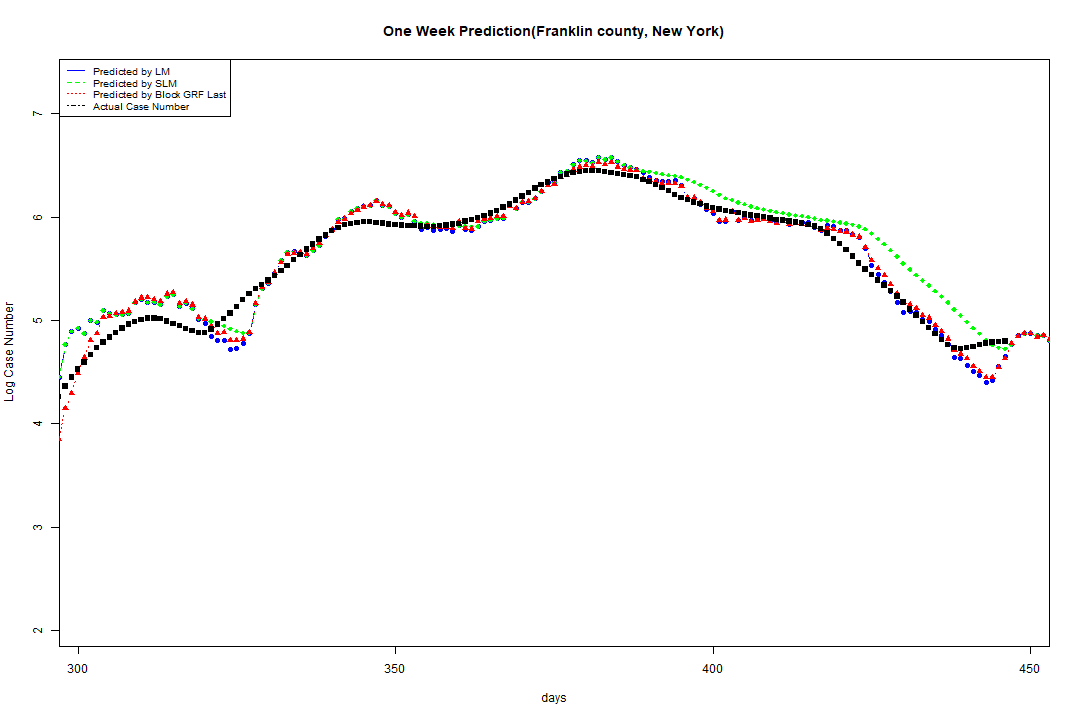 One Week Prediction(Franklin county, New York)
Predicted by LM
Predicted by SLM
Predicted by Block GRF Last
Actual Case Number
7
6
5
4
3
2
Log Case Number
300
350
400
450
days